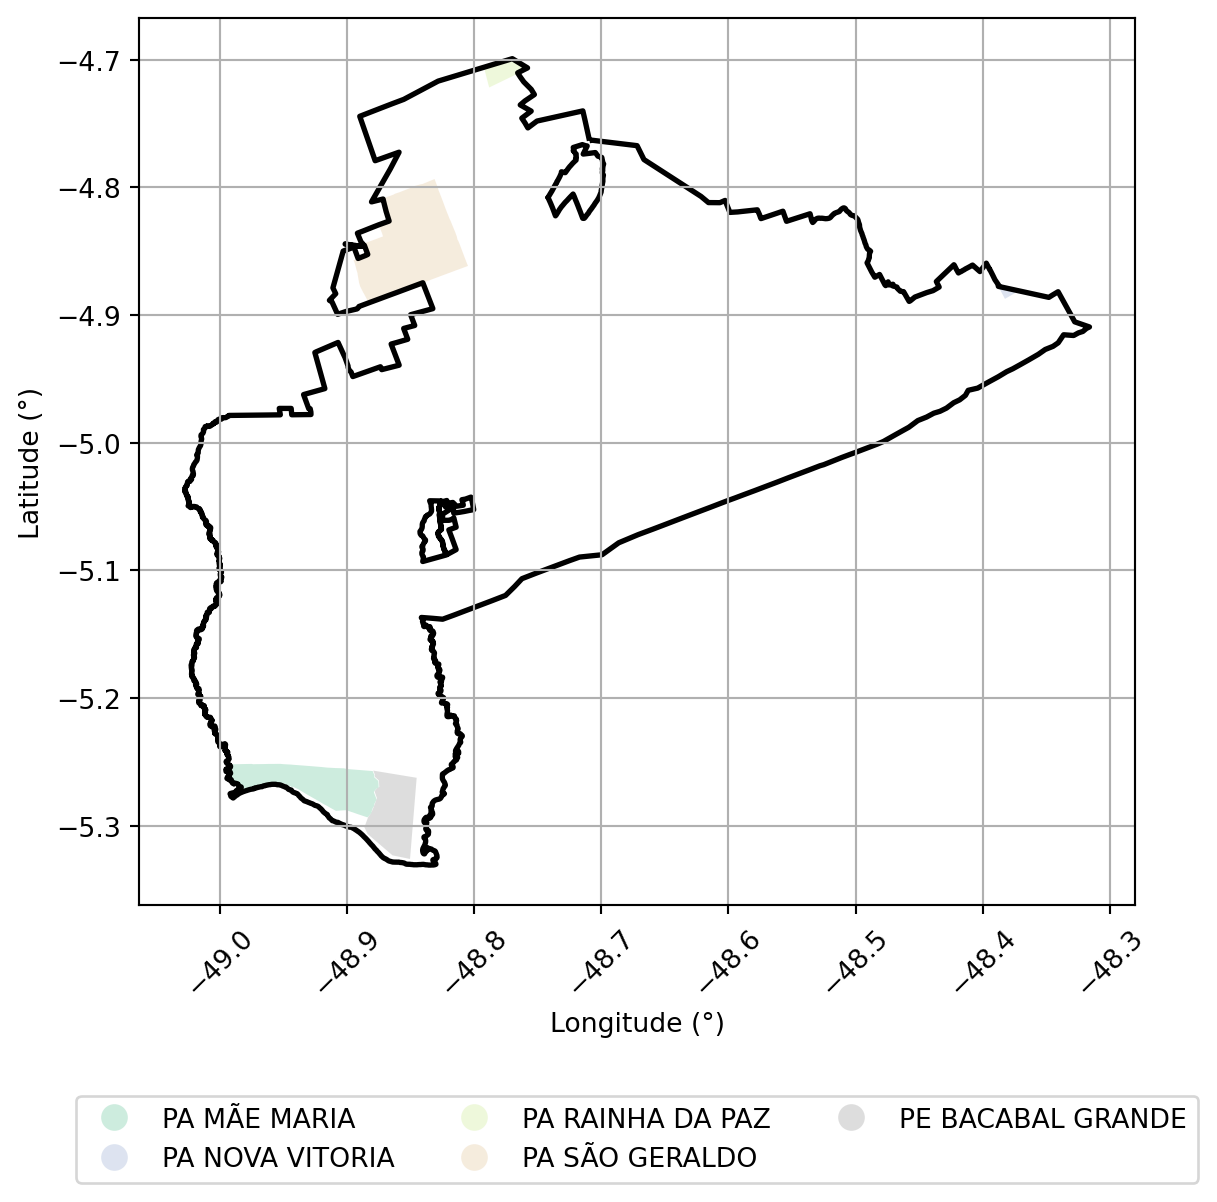 −4.7
−4.8
−4.9
−5.0
−5.1
−5.2
−5.3
Latitude (°)
−49.0
−48.9
−48.8
−48.7
−48.6
−48.5
−48.4
−48.3
Longitude (°)
PA MÃE MARIA
PA RAINHA DA PAZ
PE BACABAL GRANDE
PA NOVA VITORIA
PA SÃO GERALDO